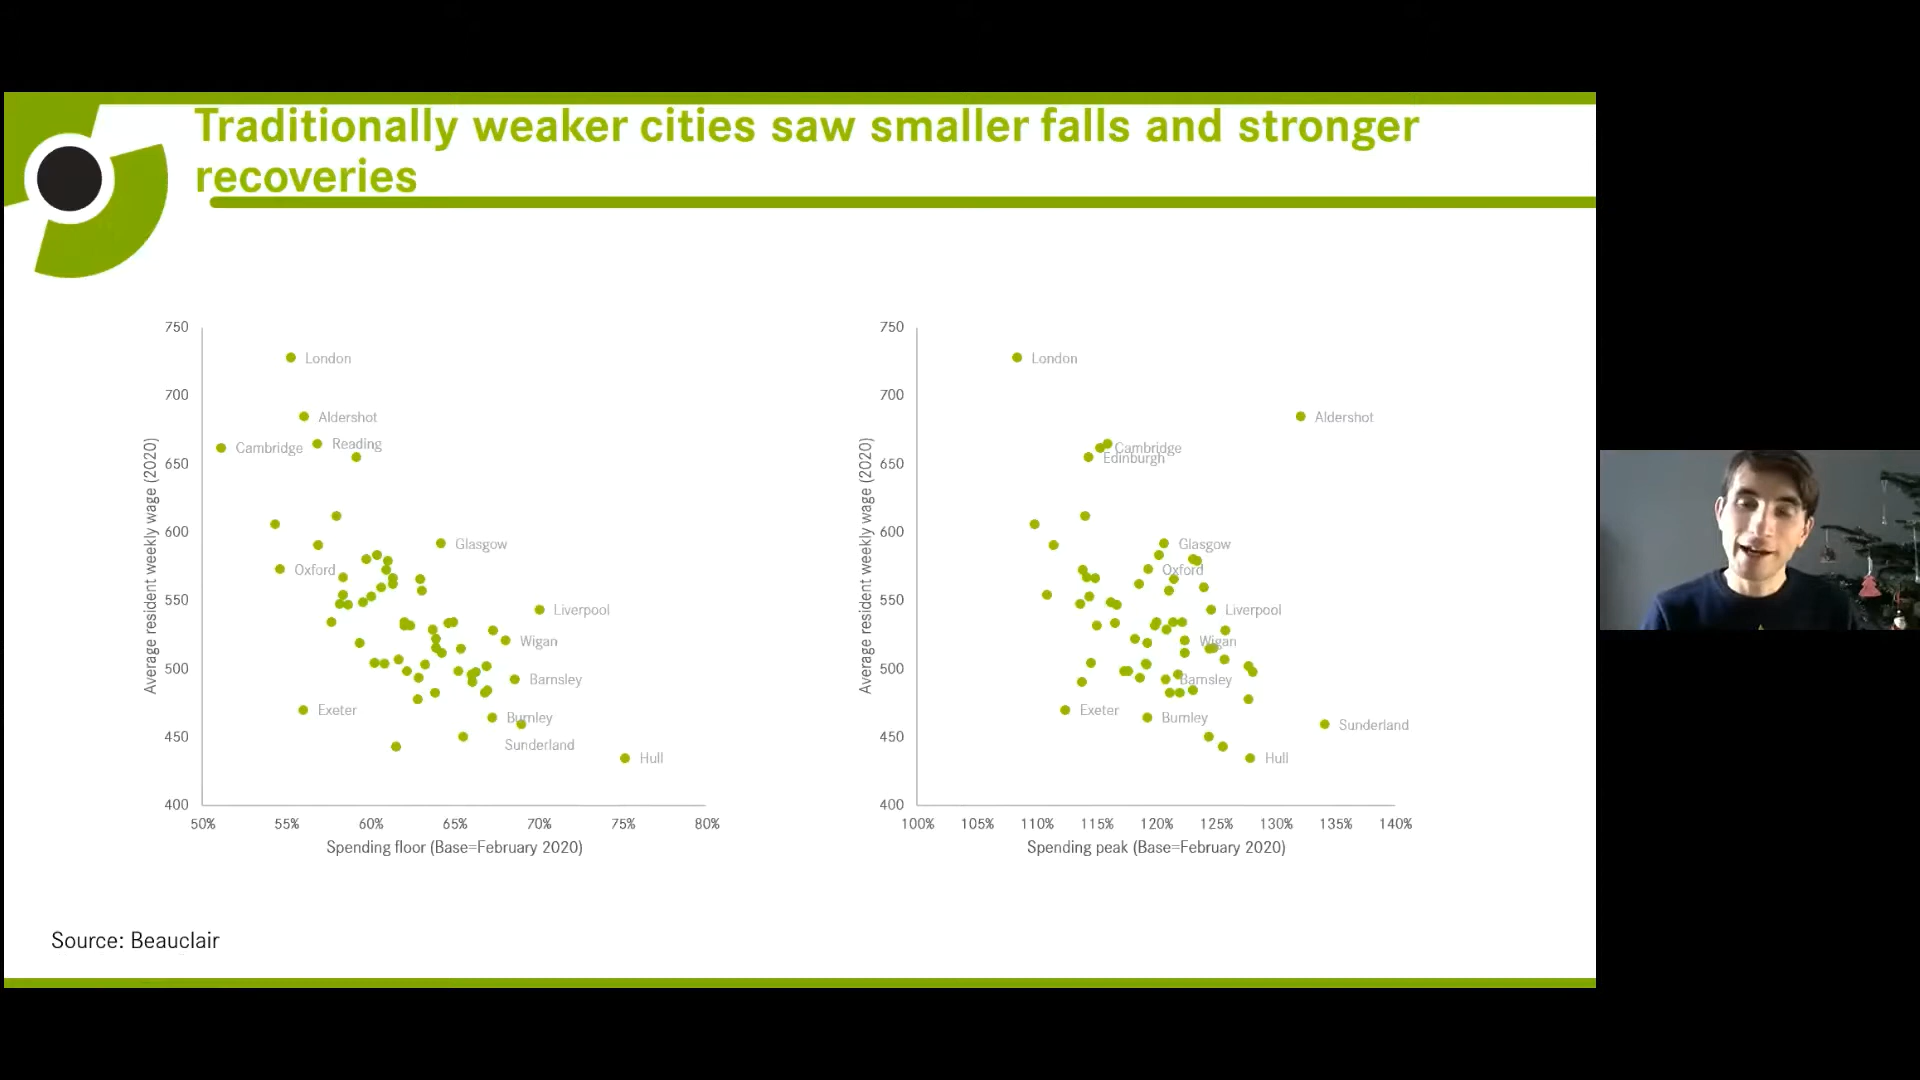 Traditionally weaker cities saw smaller falls and stronger
recoveries
Average resident weekly wage (2020)
750
700
650
600
550
500
450
400
London
Aldershot
Reading
Cambridge
Glasgow
Oxford
Liverpool
Wigan
Barnsley
Exeter
Burnley
Sunderland
Hull
50% 55% 60% 65% 70% 75% 80%
Spending floor (Base=February 2020)
Average resident weekly wage (2020)
750
700
650
600
550
500
450
400
London
Aldershot
Cambridge
Edinburgh
Glasgow
Oxford
Liverpool
Wigan
Barnsley
Exeter
Burnley
Sunderland
Hull
100% 105% 110% 115% 120% 125% 130% 135% 140%
Spending peak (Base=February 2020)
Source: Beauclair